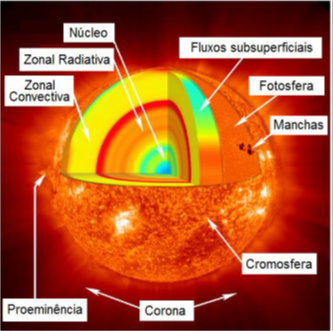 Núcleo
Zonal Radiativa
Zonal
Convectiva
Fluxos subsuperficiais
Fotosfera
Manchas
Cromosfera
Proeminência
Corona